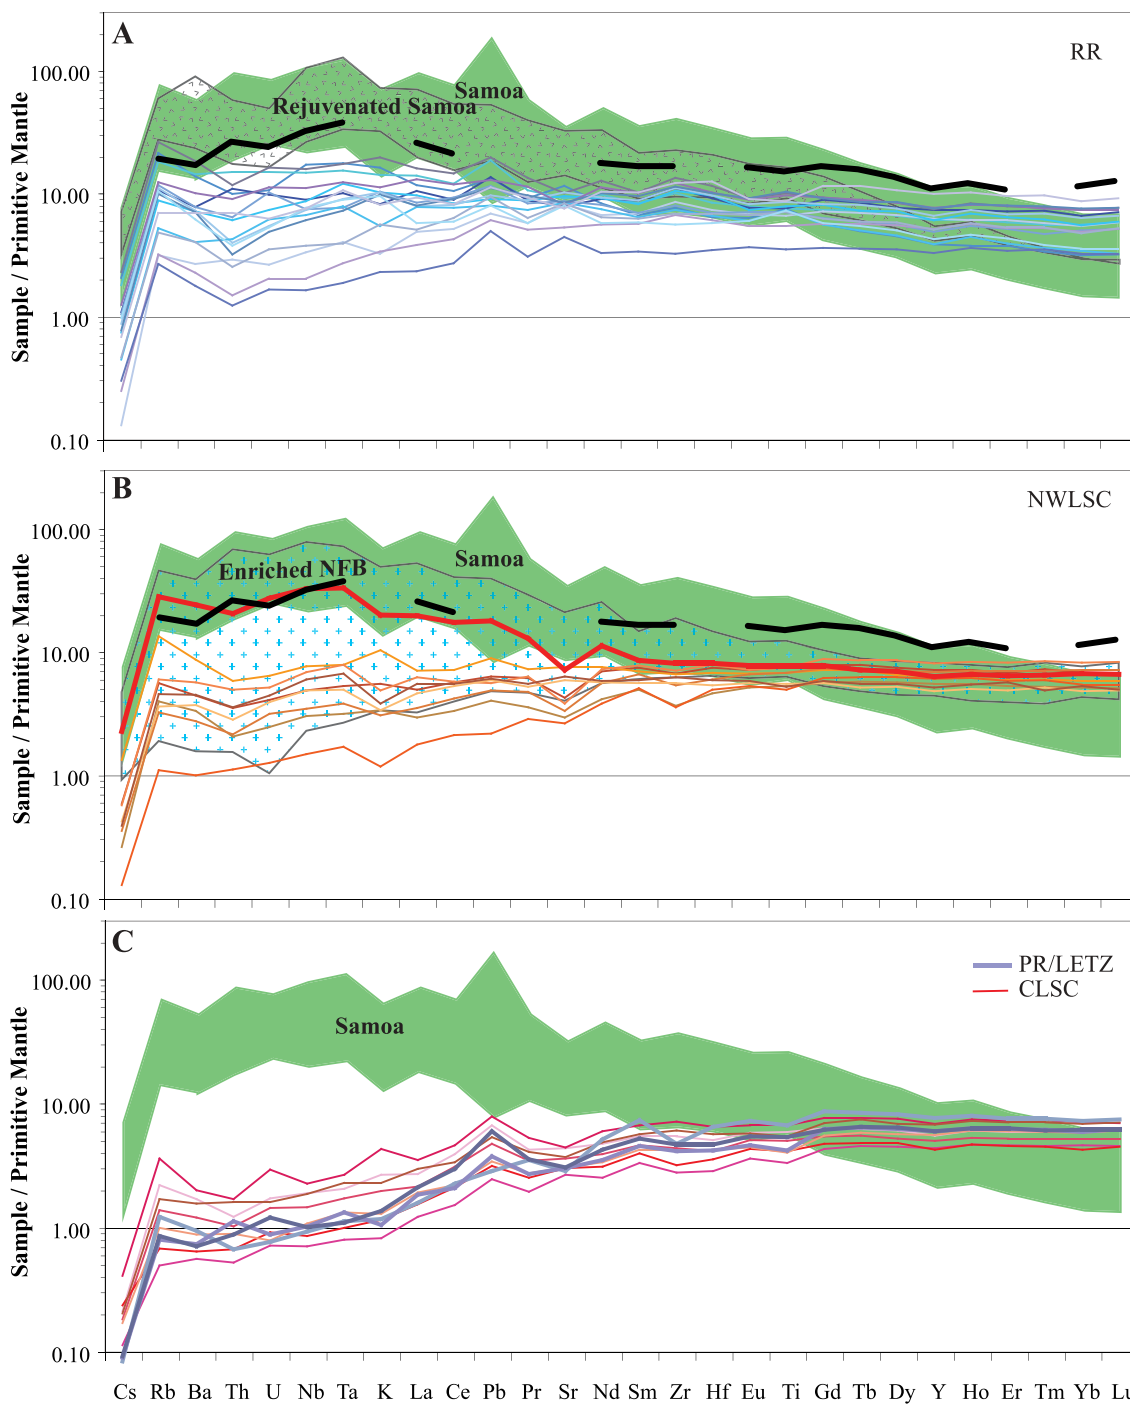 A
RR
100.00
Samoa
Rejuvenated Samoa
10.00
1.00
0.10
Sample / Primitive Mantle
B
NWLSC
100.00
Samoa
Enriched NFB
10.00
1.00
0.10
Sample / Primitive Mantle
C
PR/LETZ
CLSC
100.00
Samoa
10.00
1.00
0.10
Sample / Primitive Mantle
Cs Rb Ba Th U Nb Ta K La Ce Pb Pr Sr Nd Sm Zr Hf Eu Ti Gd Tb Dy Y Ho Er Tm Yb Lu